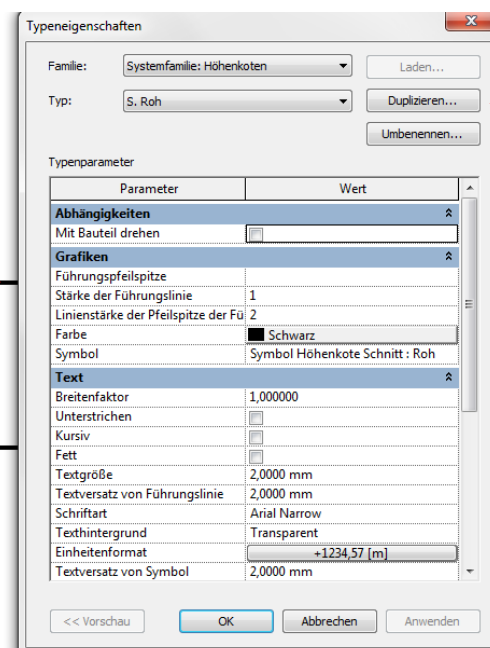 Typeneigenschaften
Familie: Systemfamilie: Höhenkoten Laden...
Typ: S. Roh Duplizieren...
Umbenennen...
Typenparameter
Parameter Wert
Abhängigkeiten
Mit Bauteil drehen
Grafiken
Führungspfeilspitze
Stärke der Führungslinie 1
Linienstärke der Pfeilspitze der Fü 2
Farbe Schwarz
Symbol Symbol Höhenkote Schnitt : Roh
Text
Breitenfaktor 1,000000
Unterstrichen
Kursiv
Fett
Textgröße 2,0000 mm
Textversatz von Führungslinie 2,0000 mm
Schriftart Arial Narrow
Texthintergrund Transparent
Einheitenformat +1234,57 [m]
Textversatz von Symbol 2,0000 mm
<< Vorschau OK Abbrechen Anwenden